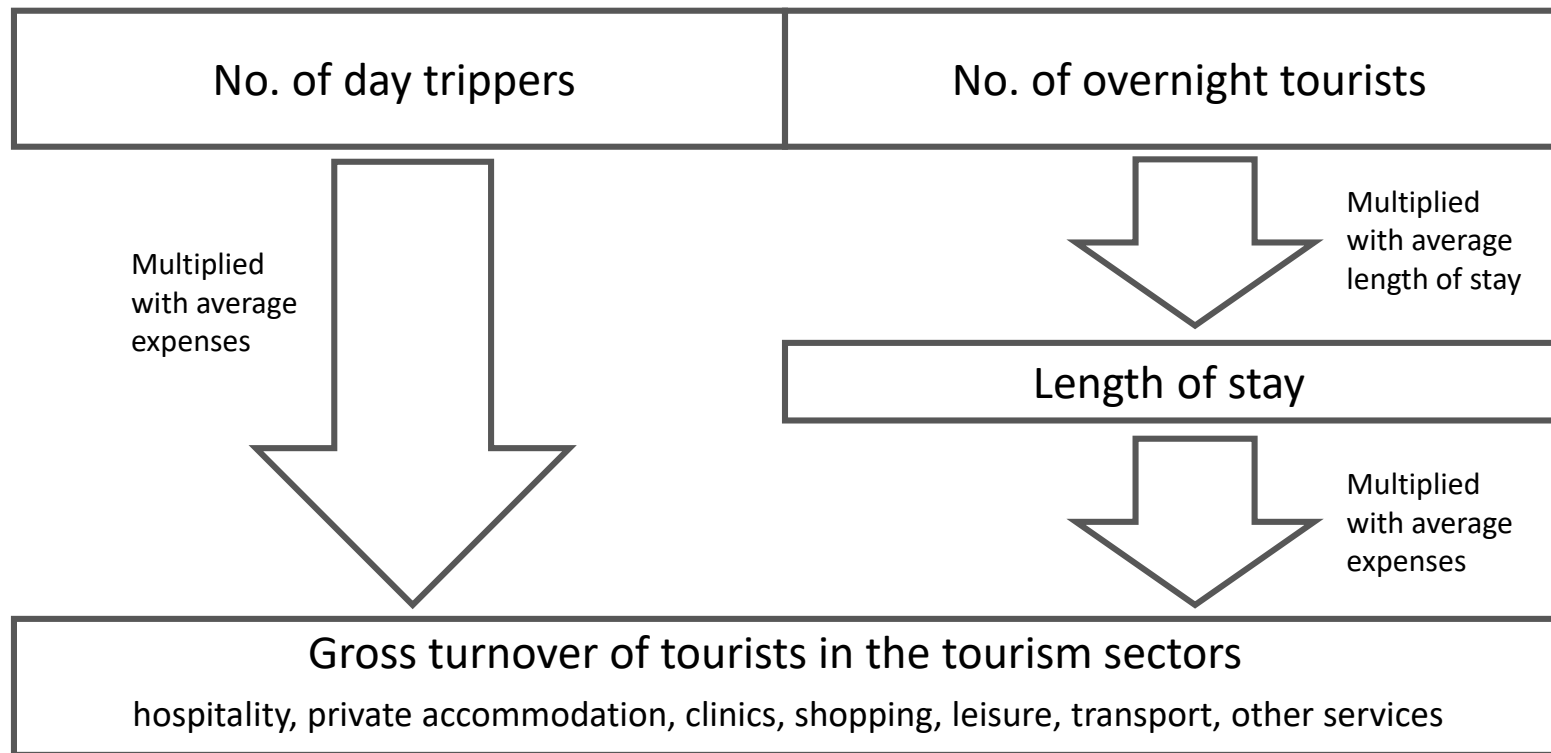 No. of day trippers
No. of overnight tourists
Multiplied
with average
expenses
Multiplied
with average
length of stay
Length of stay
Multiplied
with average
expenses
Gross turnover of tourists in the tourism sectors
hospitality, private accommodation, clinics, shopping, leisure, transport, other services